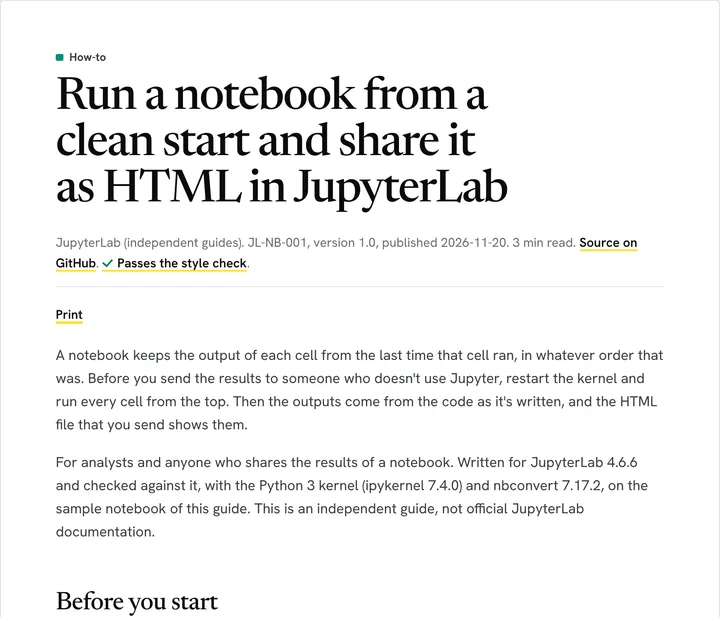 How-to
Run a notebook from a
clean start and share it
as HTML in JupyterLab
JupyterLab (independent guides). JL-NB-001, version 1.0, published 2026-11-20. 3 min read. Source on
GitHub. ✓ Passes the style check.
Print
A notebook keeps the output of each cell from the last time that cell ran, in whatever order that
was. Before you send the results to someone who doesn't use Jupyter, restart the kernel and
run every cell from the top. Then the outputs come from the code as it's written, and the HTML
file that you send shows them.
For analysts and anyone who shares the results of a notebook. Written for JupyterLab 4.6.6
and checked against it, with the Python 3 kernel (ipykernel 7.4.0) and nbconvert 7.17.2, on the
sample notebook of this guide. This is an independent guide, not official JupyterLab
documentation.
Before you start